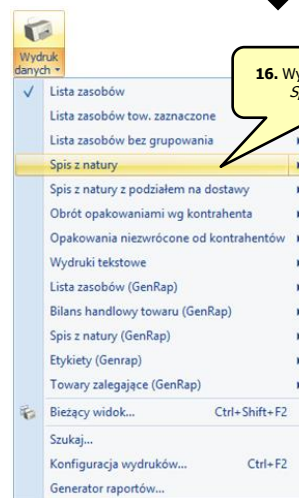 Wydruk
danych
16. Wy
Lista zasobów
Lista zasobów tow. zaznaczone
Lista zasobów bez grupowania
Spis z natury
Spis z natury z podziałem na dostawy
Obrót opakowaniami wg kontrahenta
Opakowania niezwrócone od kontrahentów
Wydruki tekstowe
Lista zasobów (GenRap)
Bilans handlowy towaru (GenRap)
Spis z natury (GenRap)
Etykiety (Genrap)
Towary zalegające (GenRap)
Bieżący widok... Ctrl+Shift+F2
Szukaj...
Konfiguracja wydruków... Ctrl+F2
Generator raportów...